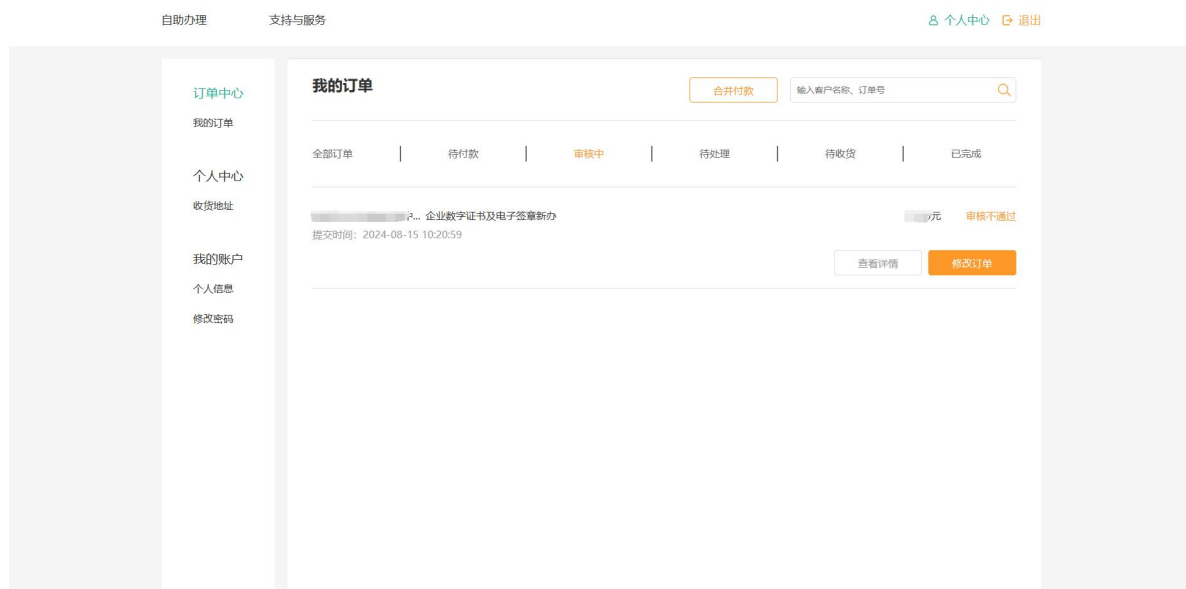 自助办理 支持与服务 个人中心 退出
订单中心
我的订单
个人中心
收货地址
我的账户
个人信息
修改密码
我的订单 合并付款 输入客户名称、订单号
全部订单 待付款 审核中 待处理 待收货 已完成
... 企业数字证书及电子签章新办 元 审核不通过
提交时间：2024-08-15 10:20:59
查看详情 修改订单